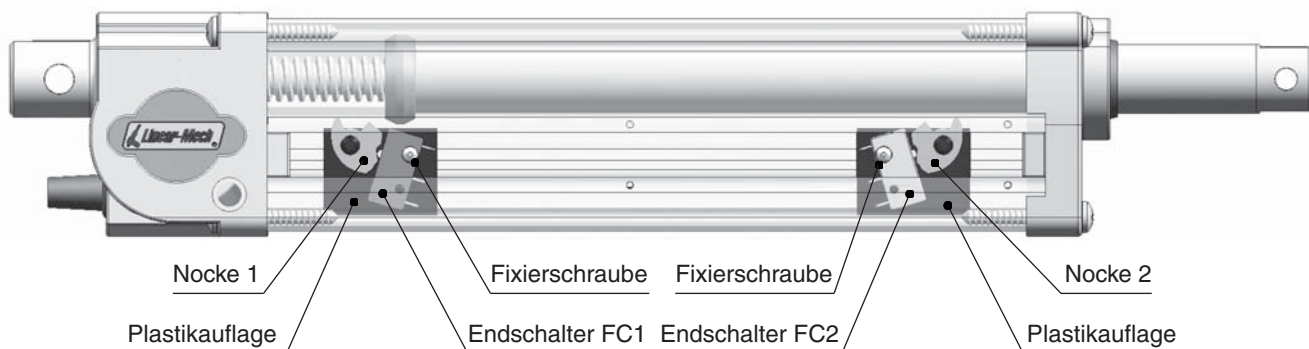 Linear-Mech
Nocke 1 Fixierschraube Fixierschraube Nocke 2
Plastikauflage Endschalter FC1 Endschalter FC2 Plastikauflage